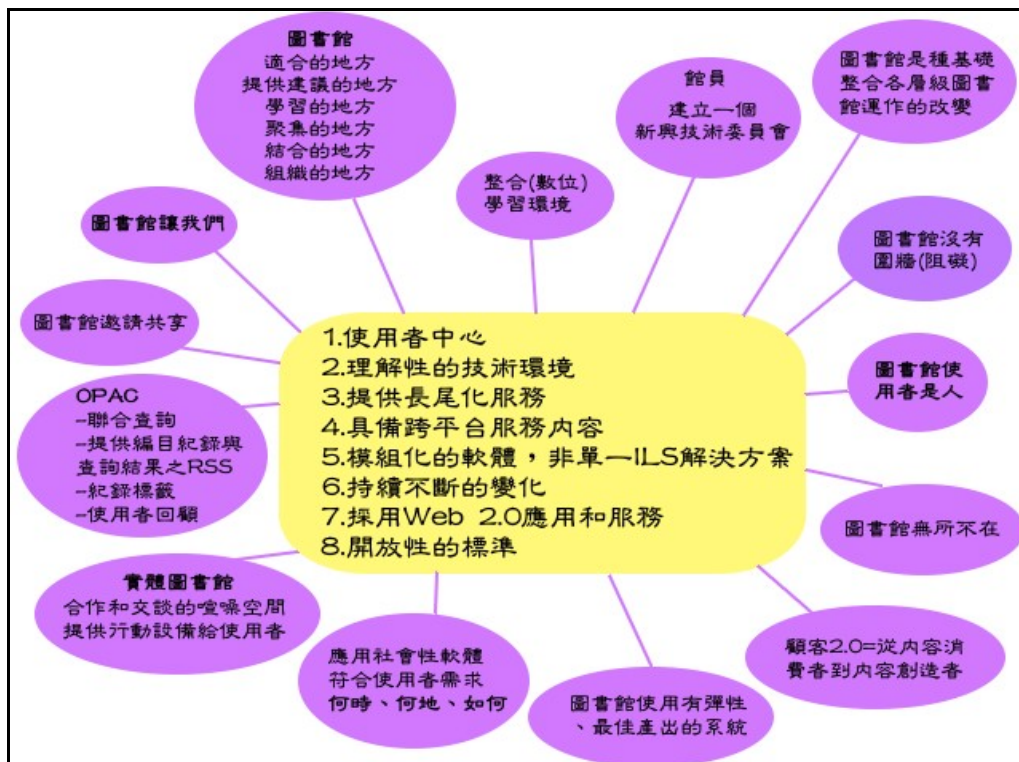 圖書館
適合的地方
提供建議的地方
學習的地方
聚集的地方
結合的地方
組織的地方
館員
建立一個
新興技術委員會
圖書館是種基礎
整合各層級圖書
館運作的改變
整合(數位)
學習環境
圖書館讓我們
圖書館沒有
圍牆(阻礙)
圖書館邀請共享
圖書館使
用者是人
OPAC
-聯合查詢
-提供編目紀錄與
查詢結果之RSS
-紀錄標籤
-使用者回顧
1.使用者中心
2.理解性的技術環境
3.提供長尾化服務
4.具備跨平台服務內容
5.模組化的軟體，非單一ILS解決方案
6.持續不斷的變化
7.採用Web 2.0應用和服務
8.開放性的標準
圖書館無所不在
實體圖書館
合作和交談的喧噪空間
提供行動設備給使用者
應用社會性軟體
符合使用者需求
何時、何地、如何
圖書館使用有彈性
、最佳產出的系統
顧客2.0=從內容消
費者到內容創造者